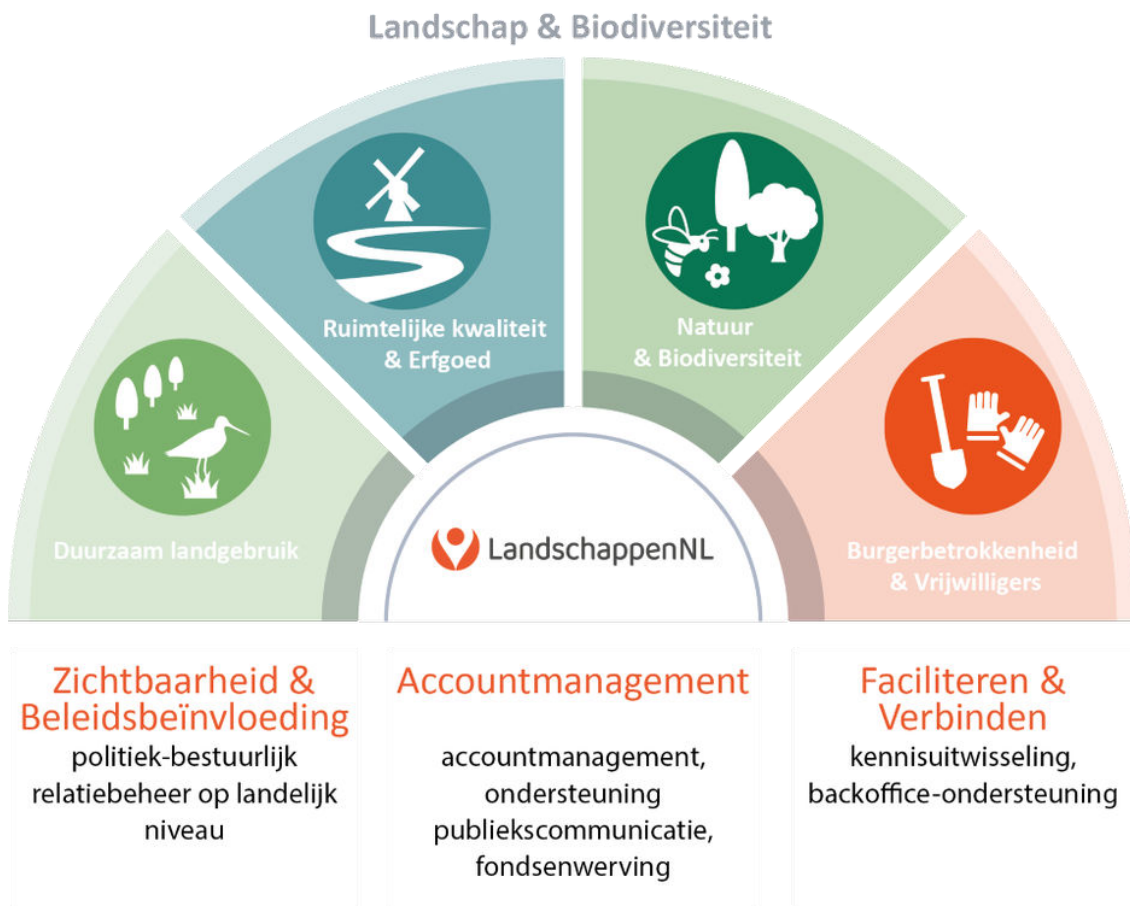 Landschap & Biodiversiteit
Ruimtelijke kwaliteit
& Erfgoed
Natuur
& Biodiversiteit
Duurzaam landgebruik
LandschappenNL
Burgerbetrokkenheid
& Vrijwilligers
Zichtbaarheid &
Beleidsbeïnvloeding
politiek-bestuurlijk
relatiebeheer op landelijk
niveau
Accountmanagement
accountmanagement,
ondersteuning
publiekscommunicatie,
fondsenwerving
Faciliteren &
Verbinden
kennisuitwisseling,
backoffice-ondersteuning